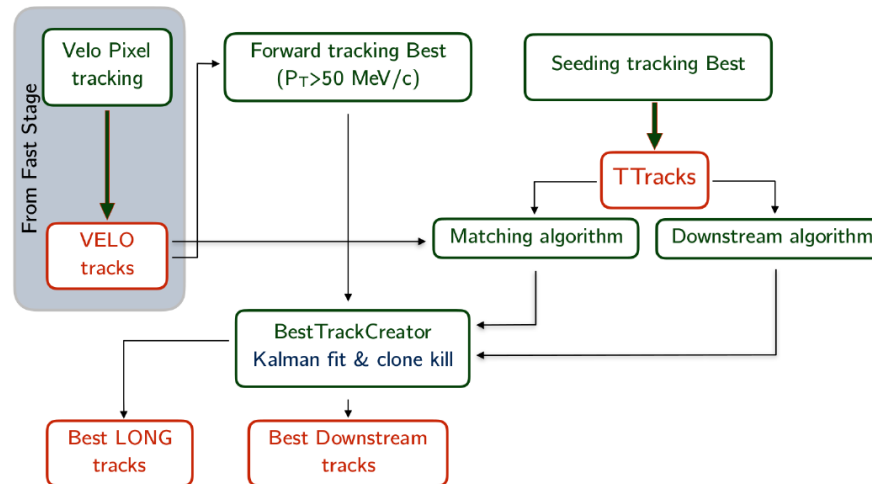 From Fast Stage
Velo Pixel
tracking
Forward tracking Best
(PT>50 MeV/c)
Seeding tracking Best
TTracks
VELO
tracks
Matching algorithm
Downstream algorithm
BestTrackCreator
Kalman fit & clone kill
Best LONG
tracks
Best Downstream
tracks